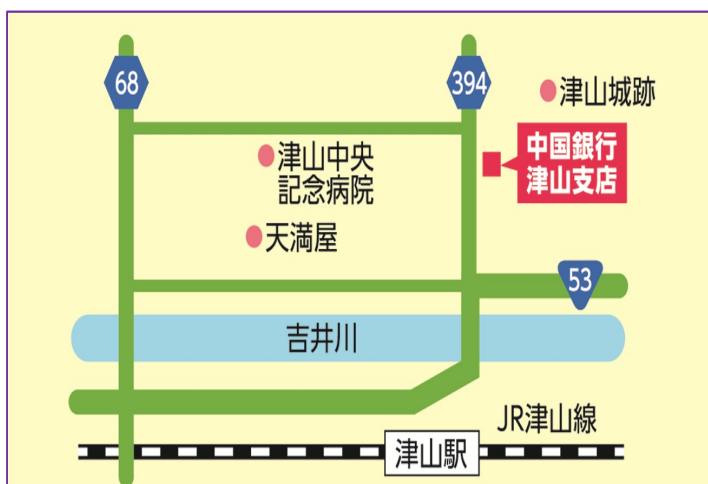 68
394
津山城跡
中国銀行
津山支店
津山中央
記念病院
天満屋
53
吉井川
JR津山線
津山駅